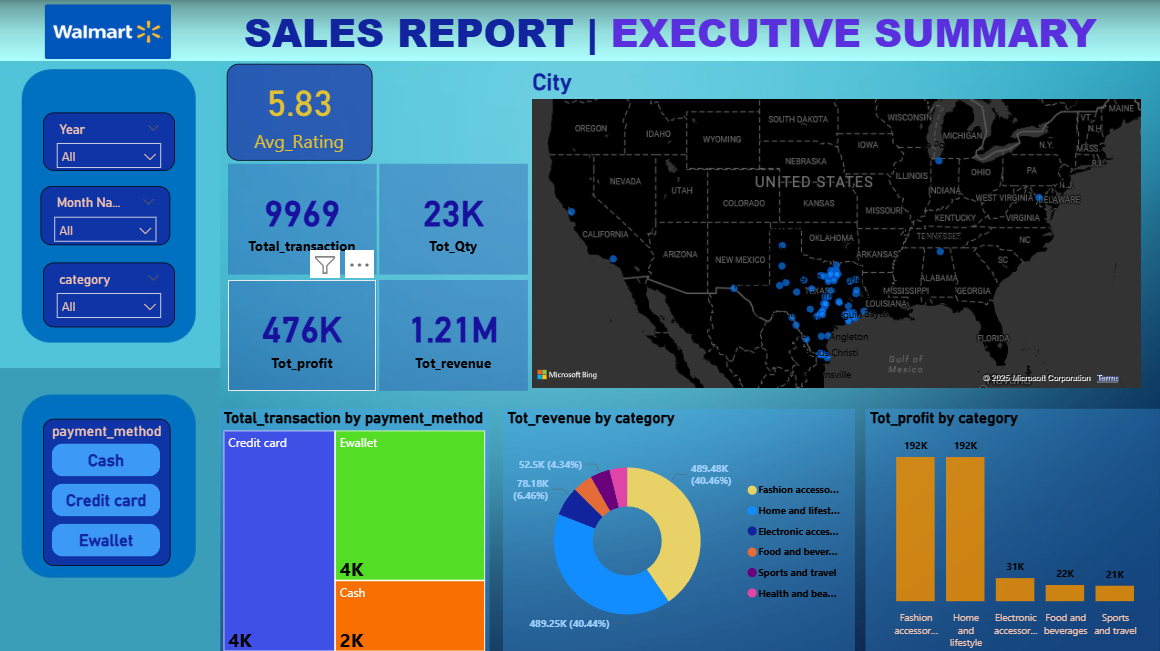 Walmart
SALES REPORT | EXECUTIVE SUMMARY
Year
All
Month Na...
All
category
All
payment_method
Cash
Credit card
Ewallet
5.83
Avg_Rating
9969
Total_transaction
23K
Tot_Qty
476K
Tot_profit
1.21M
Tot_revenue
City
OREGON
IDAHO
WYOMING
SOUTH DAKOTA
WISCONSIN
MICHIGAN
VT.
MAINE
N.H.
N.Y.
MASS.
R.I.
IOWA
NEBRASKA
NEVADA
UTAH
UNITED STATES
ILLINOIS
INDIANA
OHIO
PA
COLORADO
KANSAS
MISSOURI
WEST VIRGINIA
DELAWARE
KENTUCKY
VIRGINIA
CALIFORNIA
OKLAHOMA
TENNESSEE
NC
ARIZONA
NEW MEXICO
ARKANSAS
SC
ALABAMA
MISSISSIPPI
GEORGIA
TEXAS
LOUISIANA
FLORIDA
Angleton
Christi
nsville
Gulf of
Mexico
Microsoft Bing
© 2025 Microsoft Corporation Terms
Total_transaction by payment_method
Credit card
4K
Ewallet
4K
Cash
2K
Tot_revenue by category
52.5K (4.34%)
78.18K
(6.46%)
489.48K
(40.46%)
489.25K (40.44%)
Fashion accesso...
Home and lifest...
Electronic acces...
Food and bever...
Sports and travel
Health and bea...
Tot_profit by category
192K
192K
31K
22K
21K
Fashion
accessor...
Home
and
lifestyle
Electronic
accessor...
Food and
beverages
Sports
and travel